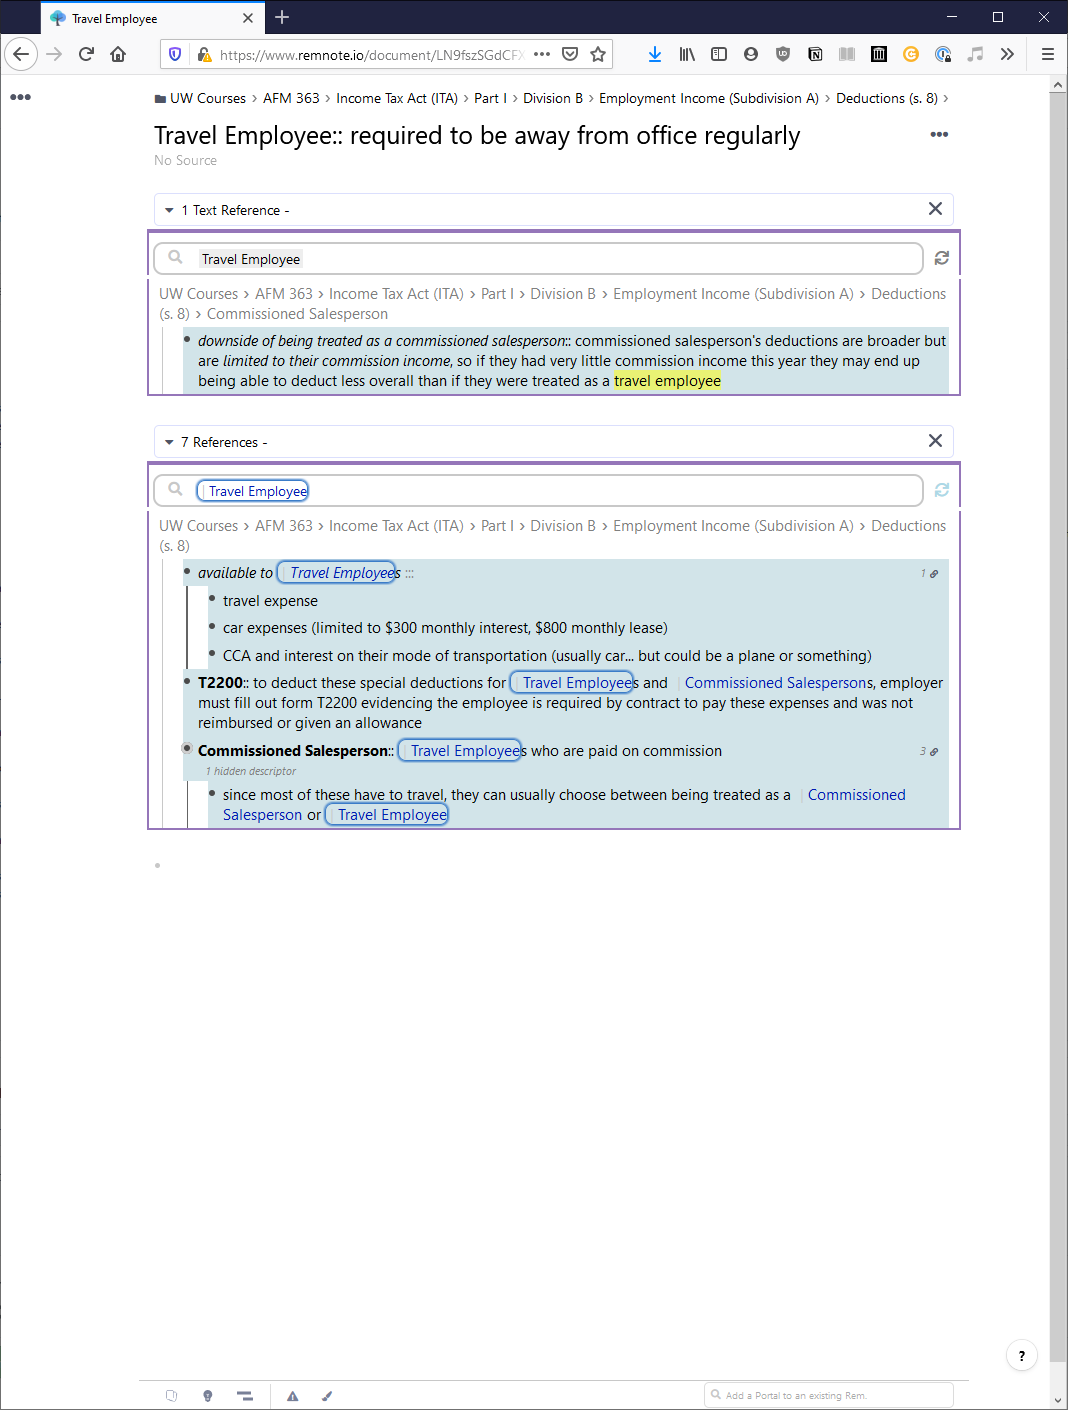 Travel Employee
https://www.remnote.io/document/LN9fszSGdCFX
UW Courses > AFM 363 > Income Tax Act (ITA) > Part I > Division B > Employment Income (Subdivision A) > Deductions (s. 8) >
Travel Employee:: required to be away from office regularly
No Source
1 Text Reference -
Travel Employee
UW Courses > AFM 363 > Income Tax Act (ITA) > Part I > Division B > Employment Income (Subdivision A) > Deductions
(s. 8) > Commissioned Salesperson
downside of being treated as a commissioned salesperson:: commissioned salesperson's deductions are broader but
are limited to their commission income, so if they had very little commission income this year they may end up
being able to deduct less overall than if they were treated as a travel employee
7 References -
Travel Employee
UW Courses > AFM 363 > Income Tax Act (ITA) > Part I > Division B > Employment Income (Subdivision A) > Deductions
(s. 8)
available to Travel Employees :::
1
travel expense
car expenses (limited to $300 monthly interest, $800 monthly lease)
CCA and interest on their mode of transportation (usually car... but could be a plane or something)
T2200:: to deduct these special deductions for Travel Employees and Commissioned Salespersons, employer
must fill out form T2200 evidencing the employee is required by contract to pay these expenses and was not
reimbursed or given an allowance
Commissioned Salesperson:: Travel Employees who are paid on commission
3
1 hidden descriptor
since most of these have to travel, they can usually choose between being treated as a Commissioned
Salesperson or Travel Employee
?
Add a Portal to an existing Rem.